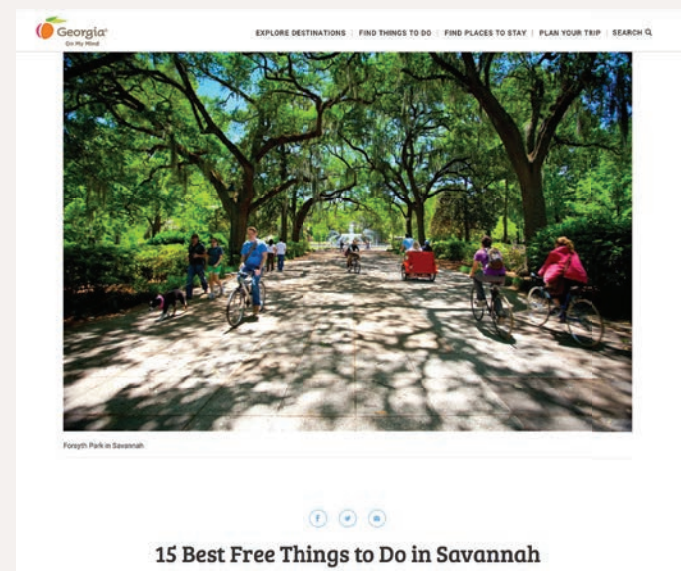 Georgia®
On My Mind
EXPLORE DESTINATIONS | FIND THINGS TO DO | FIND PLACES TO STAY | PLAN YOUR TRIP | SEARCH
Forsyth Park in Savannah
15 Best Free Things to Do in Savannah